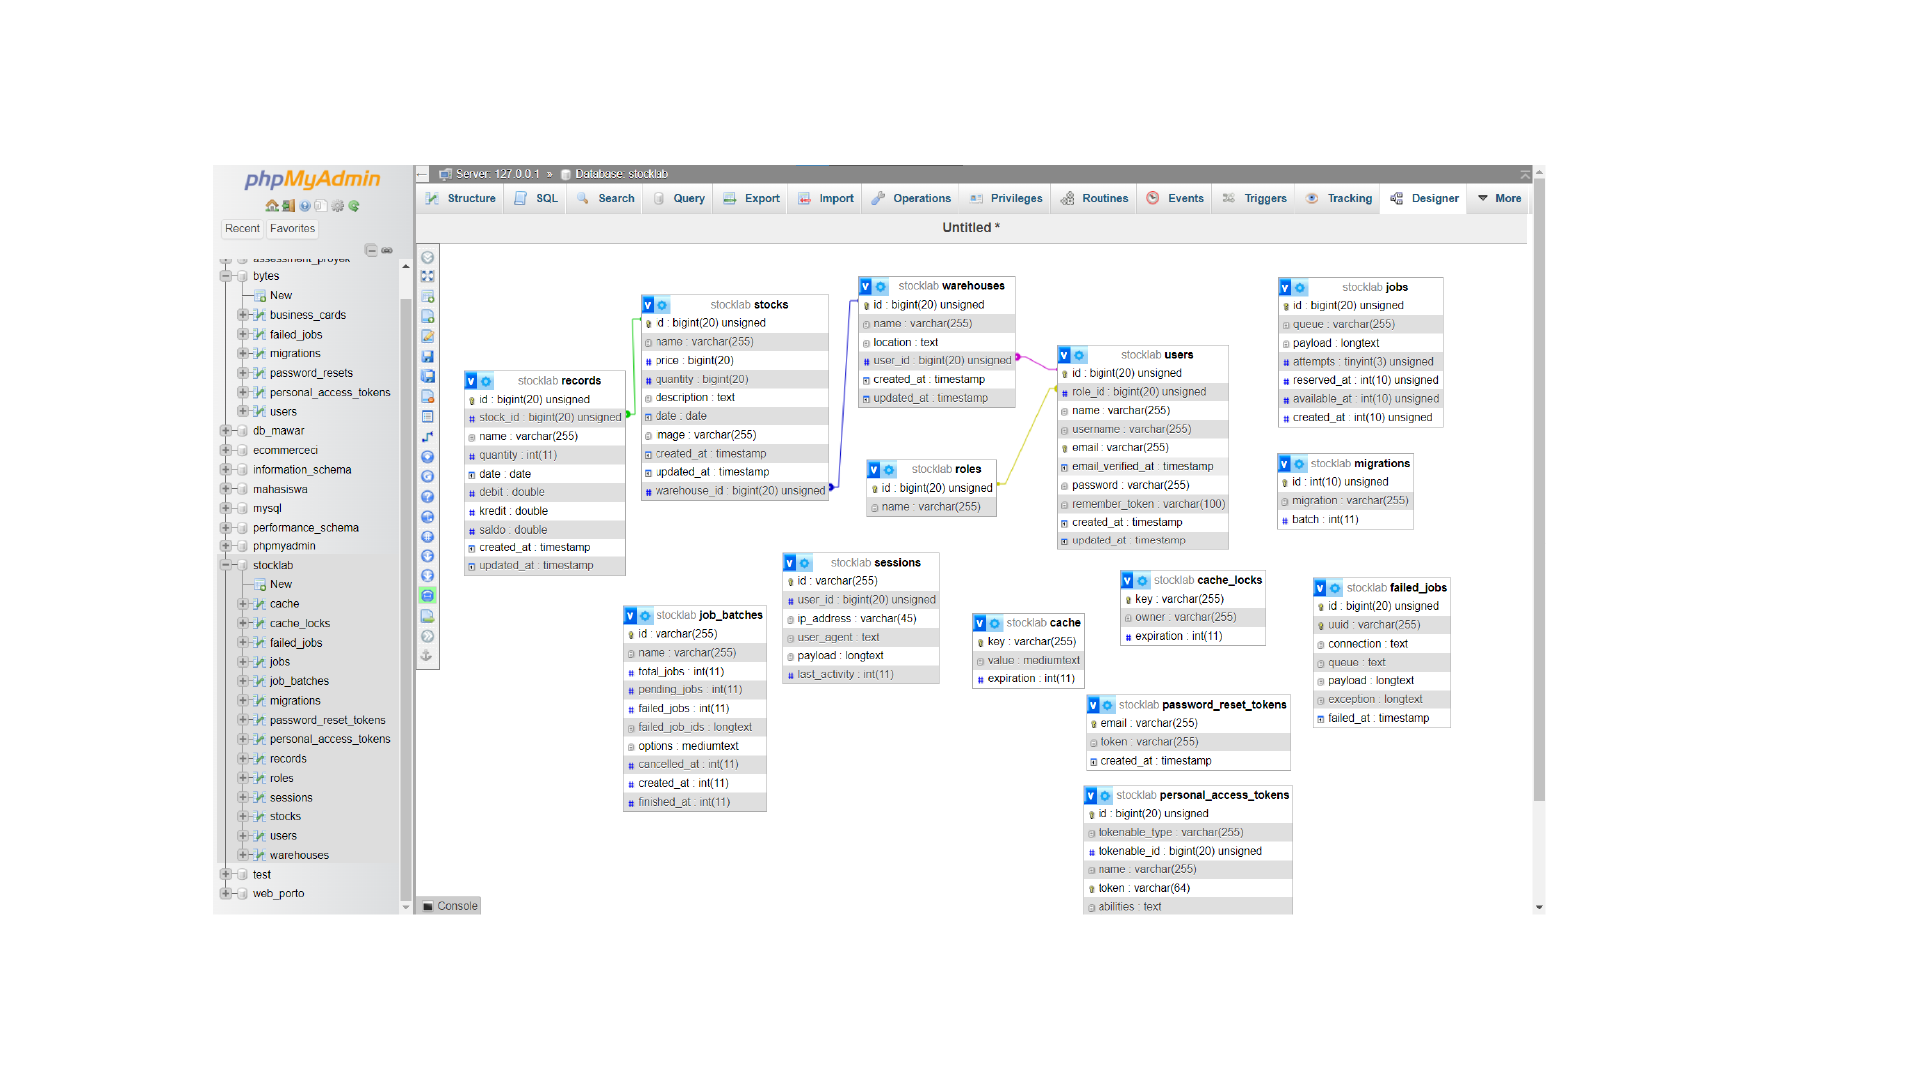 phpMyAdmin
Recent Favorites
bytes
New
business_cards
failed_jobs
migrations
password_resets
personal_access_tokens
users
db_mawar
ecommerceci
information_schema
mahasiswa
mysql
performance_schema
phpmyadmin
stocklab
New
cache
cache_locks
failed_jobs
jobs
job_batches
migrations
password_reset_tokens
personal_access_tokens
records
roles
sessions
stocks
users
warehouses
test
web_porto
Server: 127.0.0.1 » Database: stocklab
Structure SQL Search Query Export Import Operations Privileges Routines Events Triggers Tracking Designer More
Untitled *
stocklab records
id : bigint(20) unsigned
stock_id : bigint(20) unsigned
name : varchar(255)
quantity : int(11)
date : date
debit : double
kredit : double
saldo : double
created_at : timestamp
updated_at : timestamp
stocklab stocks
id : bigint(20) unsigned
name : varchar(255)
price : bigint(20)
quantity : bigint(20)
description : text
date : date
image : varchar(255)
created_at : timestamp
updated_at : timestamp
warehouse_id : bigint(20) unsigned
stocklab warehouses
id : bigint(20) unsigned
name : varchar(255)
location : text
user_id : bigint(20) unsigned
created_at : timestamp
updated_at : timestamp
stocklab roles
id : bigint(20) unsigned
name : varchar(255)
stocklab users
id : bigint(20) unsigned
role_id : bigint(20) unsigned
name : varchar(255)
username : varchar(255)
email : varchar(255)
email_verified_at : timestamp
password : varchar(255)
remember_token : varchar(100)
created_at : timestamp
updated_at : timestamp
stocklab jobs
id : bigint(20) unsigned
queue : varchar(255)
payload : longtext
attempts : tinyint(3) unsigned
reserved_at : int(10) unsigned
available_at : int(10) unsigned
created_at : int(10) unsigned
stocklab migrations
id : int(10) unsigned
migration : varchar(255)
batch : int(11)
stocklab job_batches
id : varchar(255)
name : varchar(255)
total_jobs : int(11)
pending_jobs : int(11)
failed_jobs : int(11)
failed_job_ids : longtext
options : mediumtext
cancelled_at : int(11)
created_at : int(11)
finished_at : int(11)
stocklab sessions
id : varchar(255)
user_id : bigint(20) unsigned
ip_address : varchar(45)
user_agent : text
payload : longtext
last_activity : int(11)
stocklab cache
key : varchar(255)
value : mediumtext
expiration : int(11)
stocklab cache_locks
key : varchar(255)
owner : varchar(255)
expiration : int(11)
stocklab failed_jobs
id : bigint(20) unsigned
uuid : varchar(255)
connection : text
queue : text
payload : longtext
exception : longtext
failed_at : timestamp
stocklab password_reset_tokens
email : varchar(255)
token : varchar(255)
created_at : timestamp
stocklab personal_access_tokens
id : bigint(20) unsigned
tokenable_type : varchar(255)
tokenable_id : bigint(20) unsigned
name : varchar(255)
token : varchar(64)
abilities : text
Console